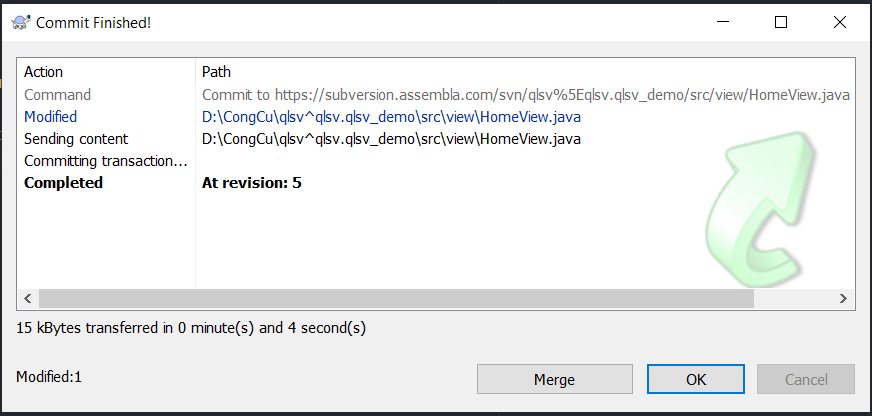 Commit Finished!
Action Path
Command Commit to https://subversion.assembla.com/svn/qlsv%5Eqlsv.qlsv_demo/src/view/HomeView.java
Modified D:\CongCu\qlsv^qlsv.qlsv_demo\src\view\HomeView.java
Sending content D:\CongCu\qlsv^qlsv.qlsv_demo\src\view\HomeView.java
Committing transaction...
Completed At revision: 5
15 kBytes transferred in 0 minute(s) and 4 second(s)
Modified:1
Merge OK Cancel